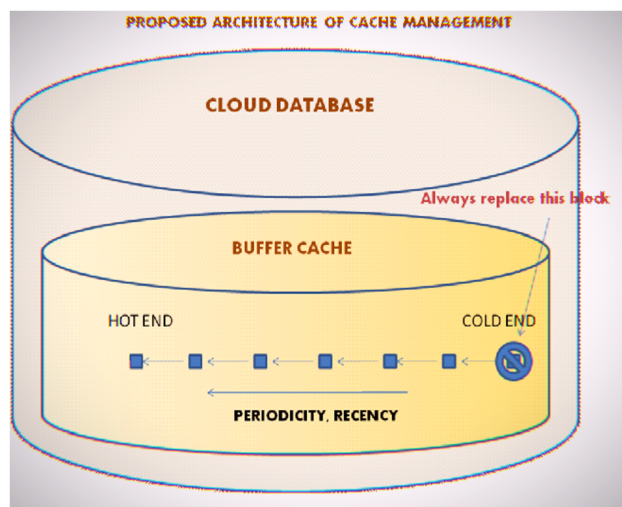 PROPOSED ARCHITECTURE OF CACHE MANAGEMENT
CLOUD DATABASE
Always replace this block
BUFFER CACHE
HOT END
COLD END
PERIODICITY, RECENCY